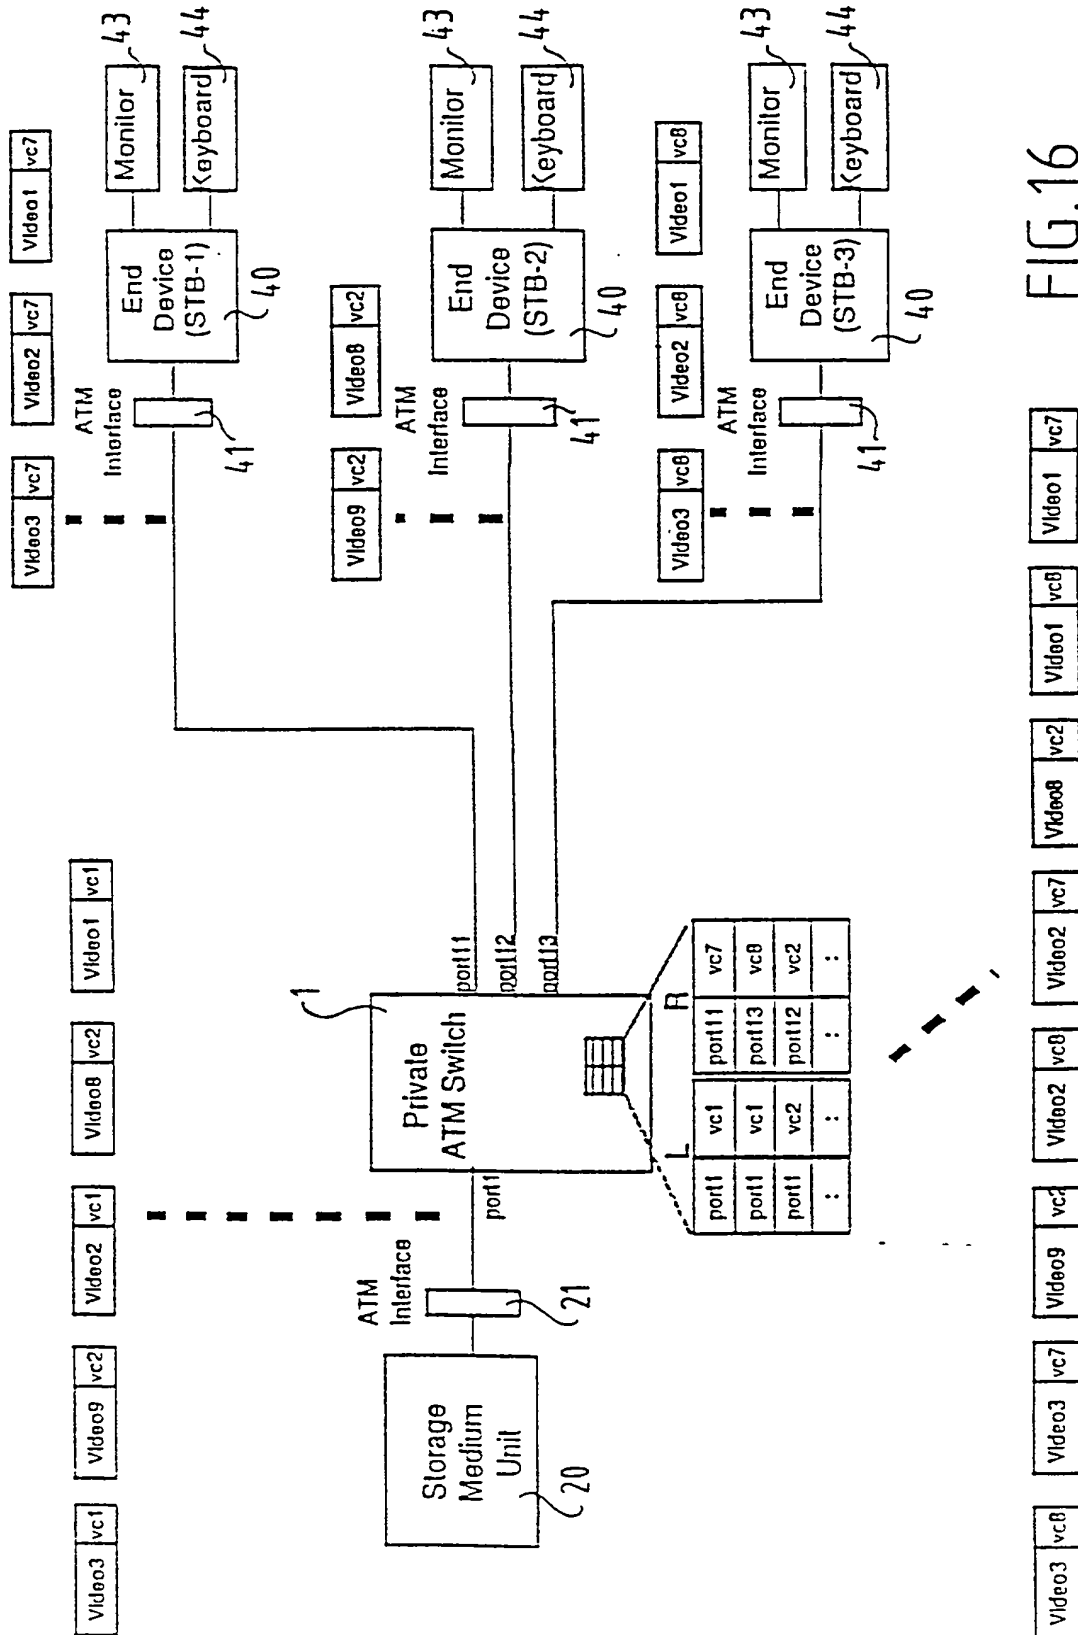 Video3 vc1
Video9 vc2
Video2 vc1
Video8 vc2
Video1 vc1
Video3 vc7
Video2 vc7
Video1 vc7
ATM
Interface
41
End
Device
(STB-1)
40
Monitor
43
Keyboard
44
Video9 vc2
Video8 vc2
ATM
Interface
41
End
Device
(STB-2)
40
Monitor
43
Keyboard
44
Video3 vc8
Video2 vc8
Video1 vc8
ATM
Interface
41
End
Device
(STB-3)
40
Monitor
43
Keyboard
44
Storage
Medium
Unit
20
ATM
Interface
21
port1
Private
ATM Switch
1
port11
port12
port13
L R
port1 vc1 port11 vc7
port1 vc1 port13 vc8
port1 vc2 port12 vc2
: : : :
Video3 vc8
Video3 vc7
Video9 vc2
Video2 vc8
Video2 vc7
Video8 vc2
Video1 vc8
Video1 vc7
FIG.16